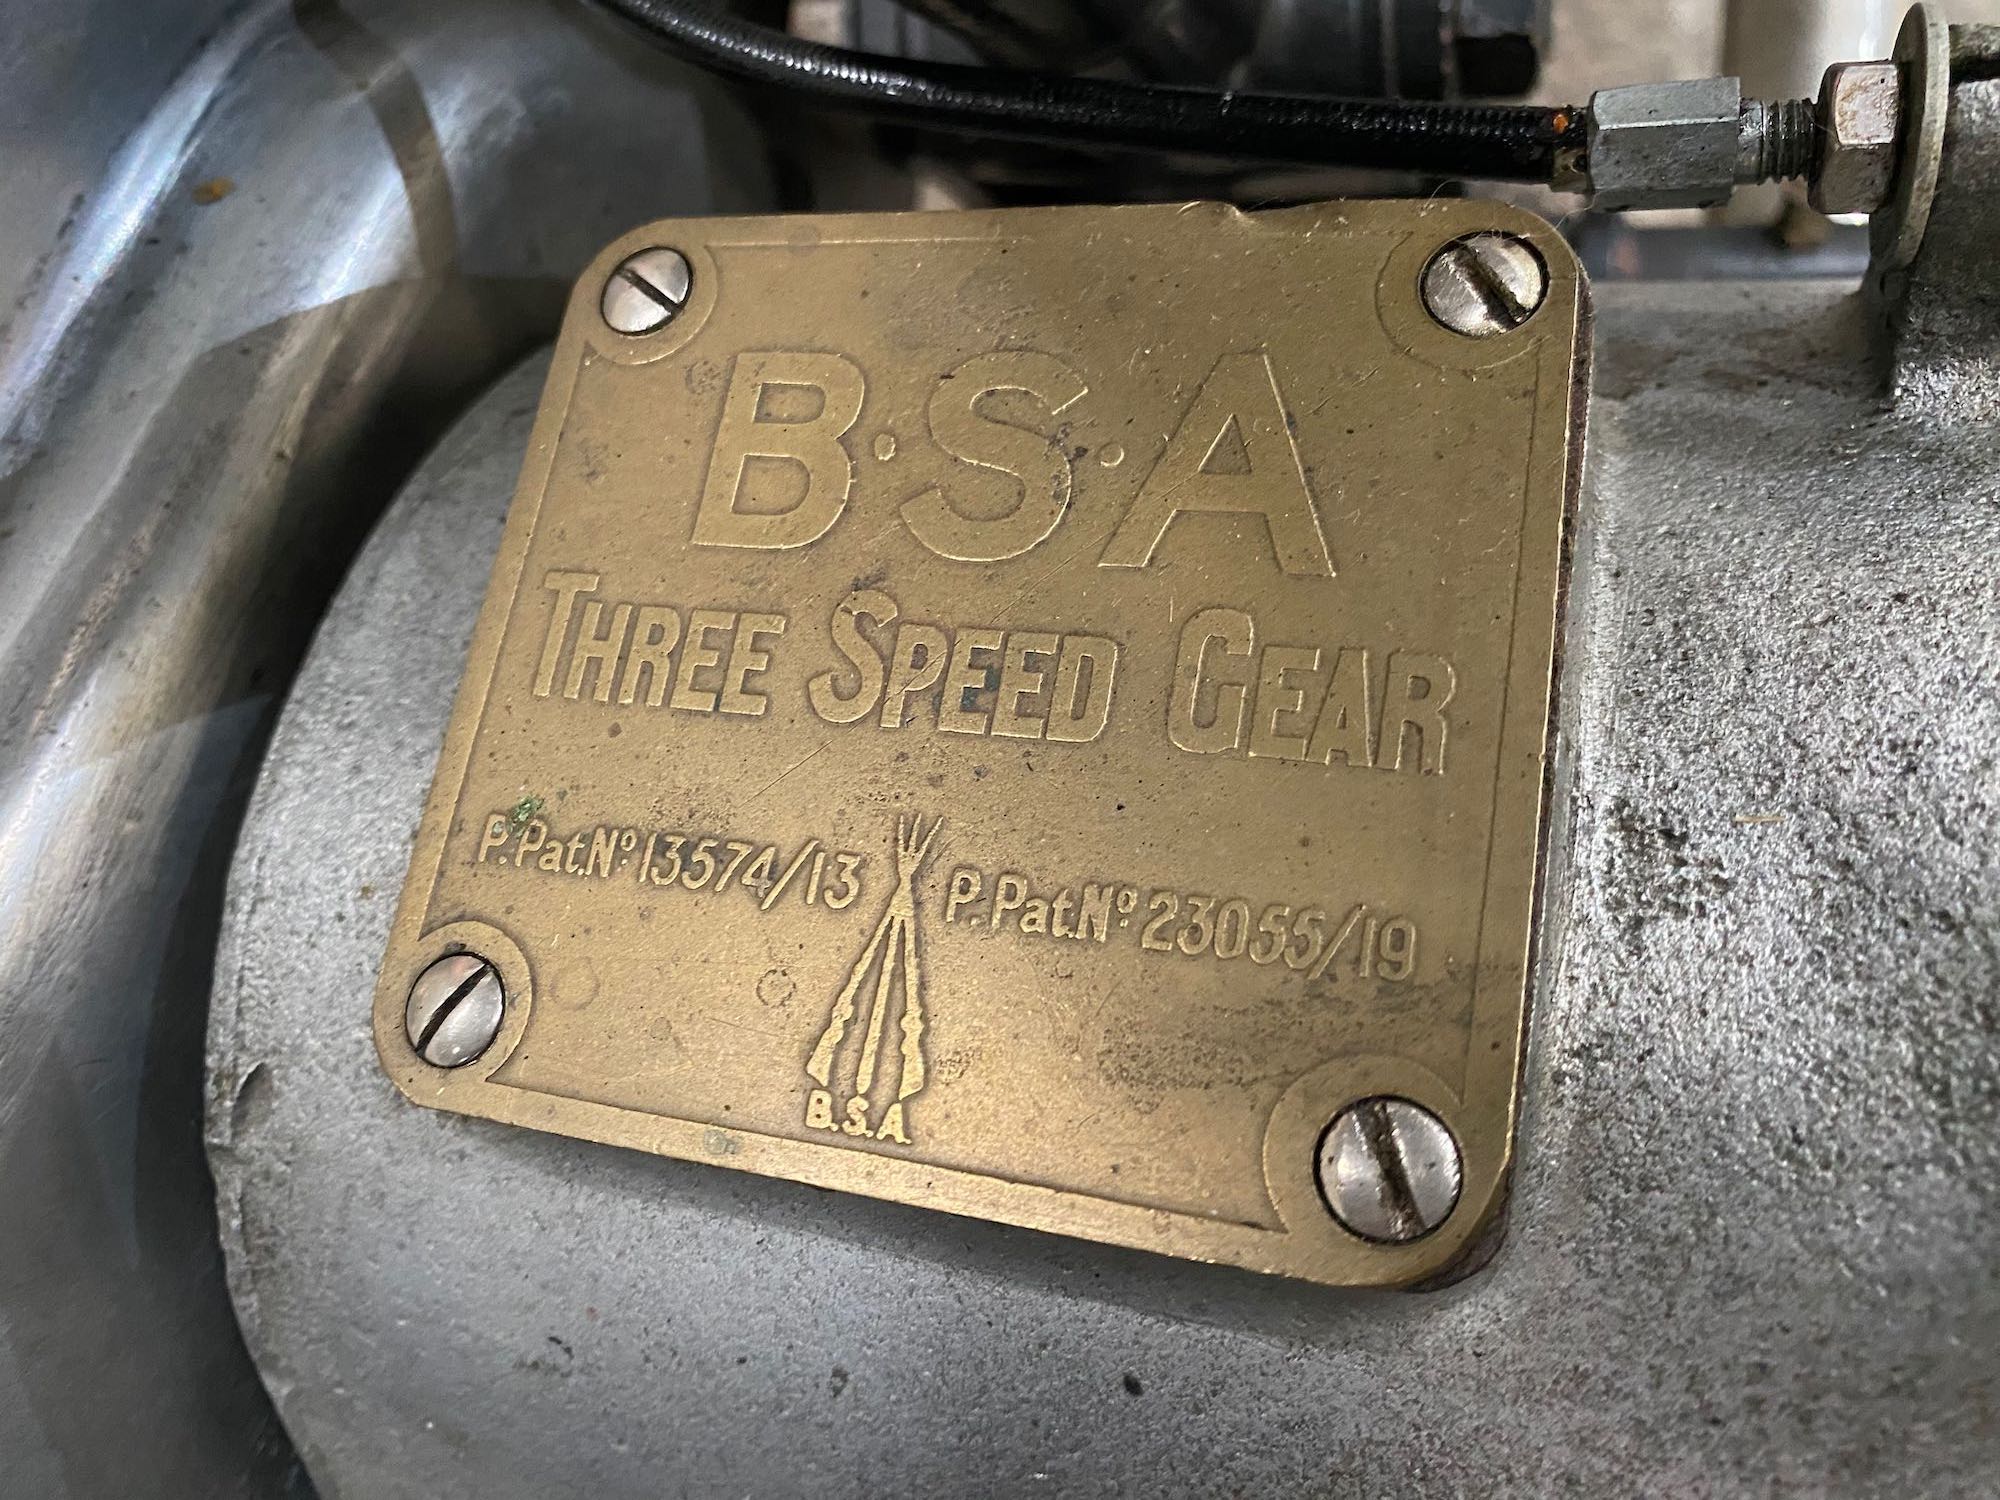 B·S·A
THREE SPEED GEAR
P. Pat. Nº 13574/13 P. Pat. Nº 23055/19
B.S.A.